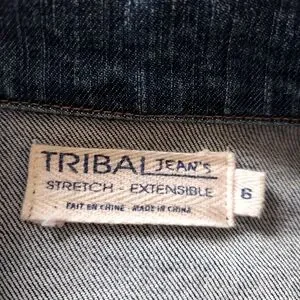 TRIBAL JEAN'S
STRETCH - EXTENSIBLE
FAIT EN CHINE - MADE IN CHINA
6